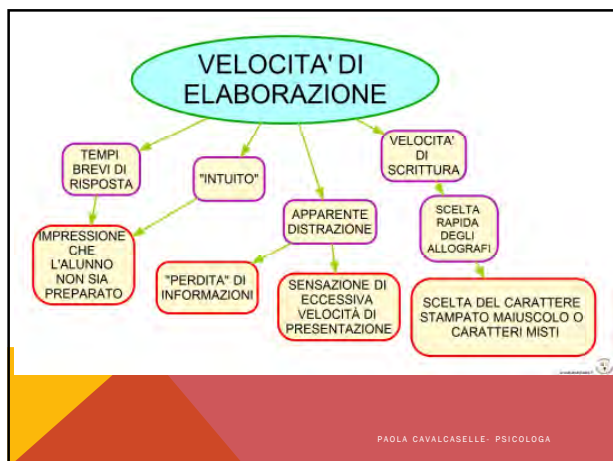 VELOCITA' DI
ELABORAZIONE
TEMPI
BREVI DI
RISPOSTA
"INTUITO"
VELOCITA'
DI
SCRITTURA
IMPRESSIONE
CHE
L'ALUNNO
NON SIA
PREPARATO
APPARENTE
DISTRAZIONE
SCELTA
RAPIDA
DEGLI
ALLOGRAFI
"PERDITA" DI
INFORMAZIONI
SENSAZIONE DI
ECCESSIVA
VELOCITÀ DI
PRESENTAZIONE
SCELTA DEL CARATTERE
STAMPATO MAIUSCOLO O
CARATTERI MISTI
PAOLA CAVALCASELLE- PSICOLOGA